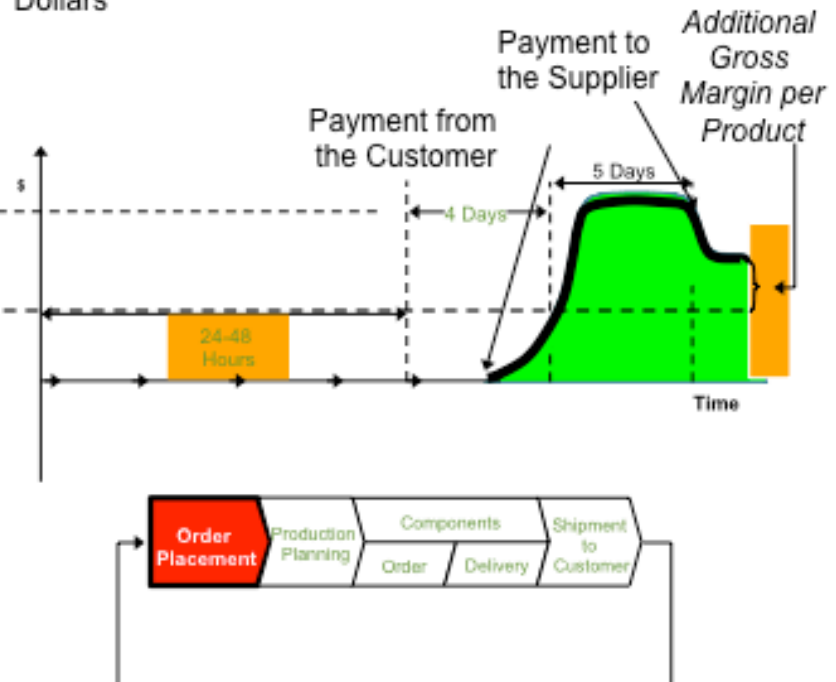 Dollars
Additional
Gross
Margin per
Product
Payment to
the Supplier
Payment from
the Customer
5 Days
$
4 Days
24-48
Hours
Time
Order
Placement
Production
Planning
Components
Order
Delivery
Shipment
to
Customer